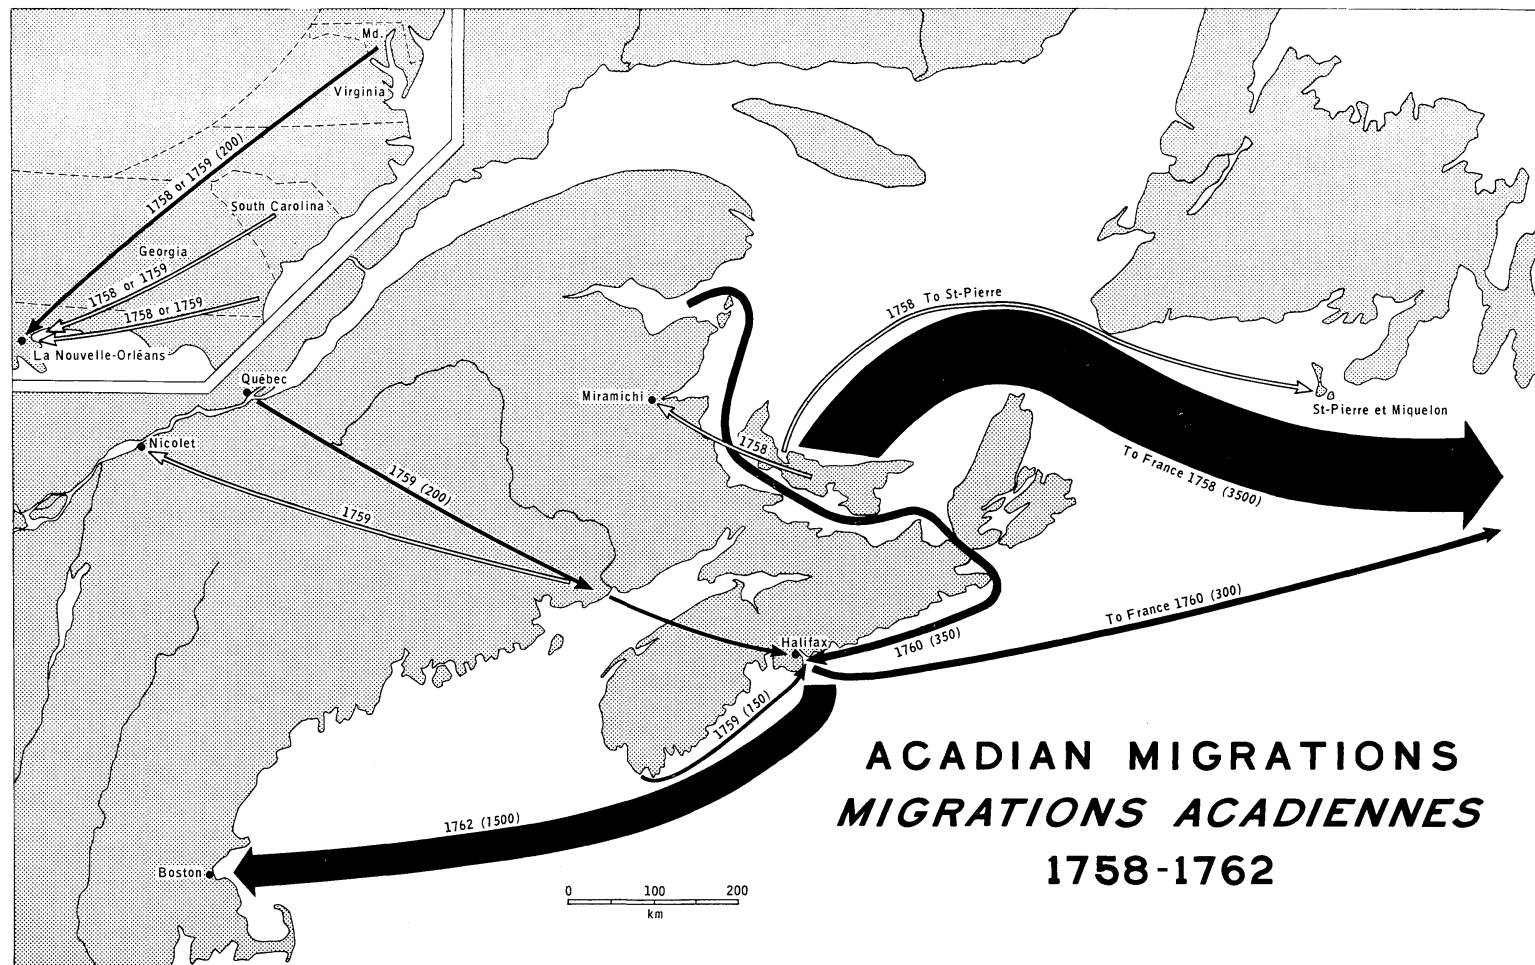 Md.
Virginia
1758 or 1759 (200)
South Carolina
Georgia
1758 or 1759
1758 or 1759
La Nouvelle-Orléans
Québec
Nicolet
1759 (200)
1759
Miramichi
1758
1758 To St-Pierre
St-Pierre et Miquelon
To France 1758 (3500)
To France 1760 (300)
Halifax
1760 (350)
1759 (150)
1762 (1500)
Boston
0 100 200
km
ACADIAN MIGRATIONS
MIGRATIONS ACADIENNES
1758-1762